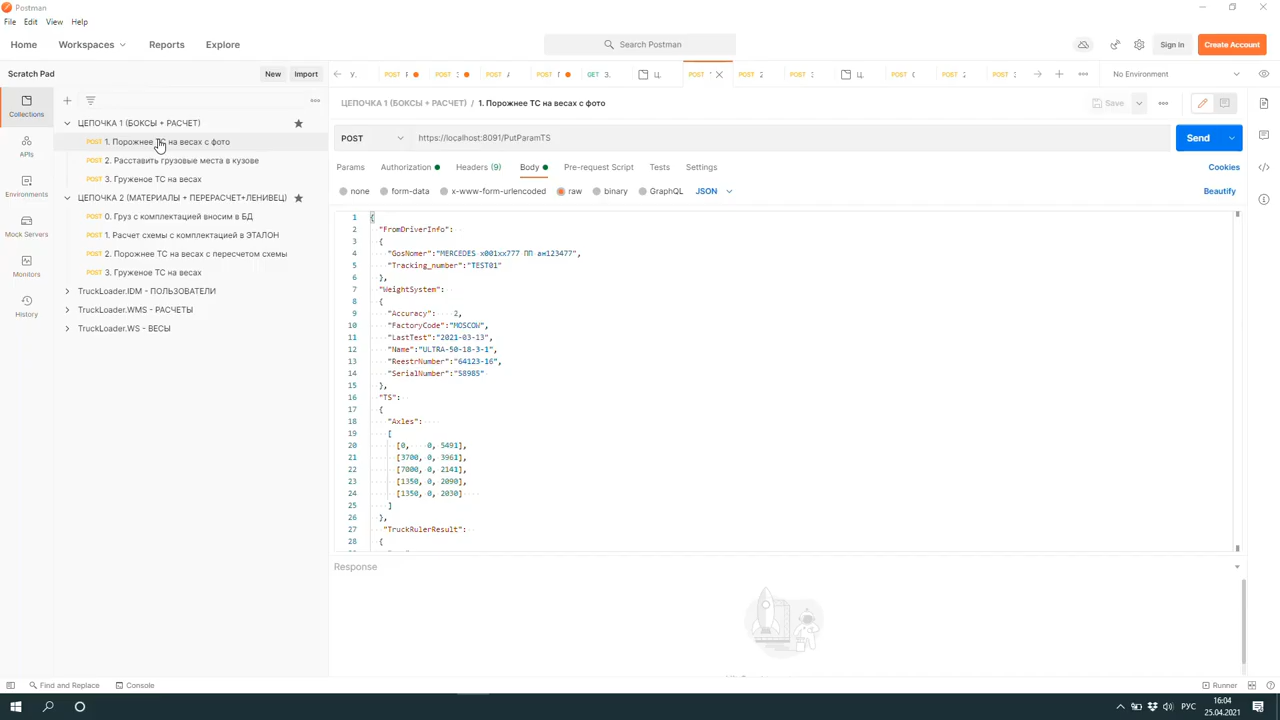 Postman
File Edit View Help
Home Workspaces Reports Explore
Search Postman
Sign In
Create Account
Scratch Pad
New
Import
POST
POST
POST
POST
GET 3.
POST
POST 2
POST
POST
POST
POST
No Environment
Collections
APIs
Environments
Mock Servers
Monitors
History
ЦЕПОЧКА 1 (БОКСЫ + РАСЧЕТ)
POST 1. Порожнее ТС на весах с фото
POST 2. Расставить грузовые места в кузове
POST 3. Груженое ТС на весах
ЦЕПОЧКА 2 (МАТЕРИАЛЫ + ПЕРЕРАСЧЕТ+ЛЕНИВЕЦ)
POST 0. Груз с комплектацией вносим в БД
POST 1. Расчет схемы с комплектацией в ЭТАЛОН
POST 2. Порожнее ТС на весах с пересчетом схемы
POST 3. Груженое ТС на весах
TruckLoader.IDM - ПОЛЬЗОВАТЕЛИ
TruckLoader.WMS - РАСЧЕТЫ
TruckLoader.WS - ВЕСЫ
ЦЕПОЧКА 1 (БОКСЫ + РАСЧЕТ) / 1. Порожнее ТС на весах с фото
Save
POST
https://localhost:8091/PutParamTS
Send
Params Authorization Headers (9) Body Pre-request Script Tests Settings
Cookies
none form-data x-www-form-urlencoded raw binary GraphQL JSON
Beautify
1 {
2 "FromDriverInfo":
3 {
4 "GosNomer":"MERCEDES x001xx777 ПП ан123477",
5 "Tracking_number":"TEST01"
6 },
7 "WeightSystem":
8 {
9 "Accuracy": 2,
10 "FactoryCode":"MOSCOW",
11 "LastTest":"2021-03-13",
12 "Name":"ULTRA-50-18-3-1",
13 "ReestrNumber":"64123-16",
14 "SerialNumber":"58985"
15 },
16 "TS":
17 {
18 "Axles":
19 [
20 [0, 0, 5491],
21 [3700, 0, 3961],
22 [7000, 0, 2141],
23 [1350, 0, 2090],
24 [1350, 0, 2030]
25 ]
26 },
27 "TruckRulerResult":
28 {
Response
Find and Replace
Console
Runner
РУС
16:04
25.04.2021